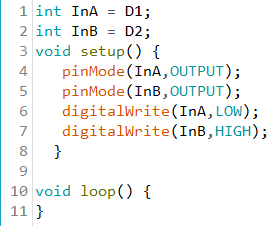 1 int InA = D1;
2 int InB = D2;
3 void setup() {
4 pinMode(InA,OUTPUT);
5 pinMode(InB,OUTPUT);
6 digitalWrite(InA,LOW);
7 digitalWrite(InB,HIGH);
8 }
9
10 void loop() {
11 }